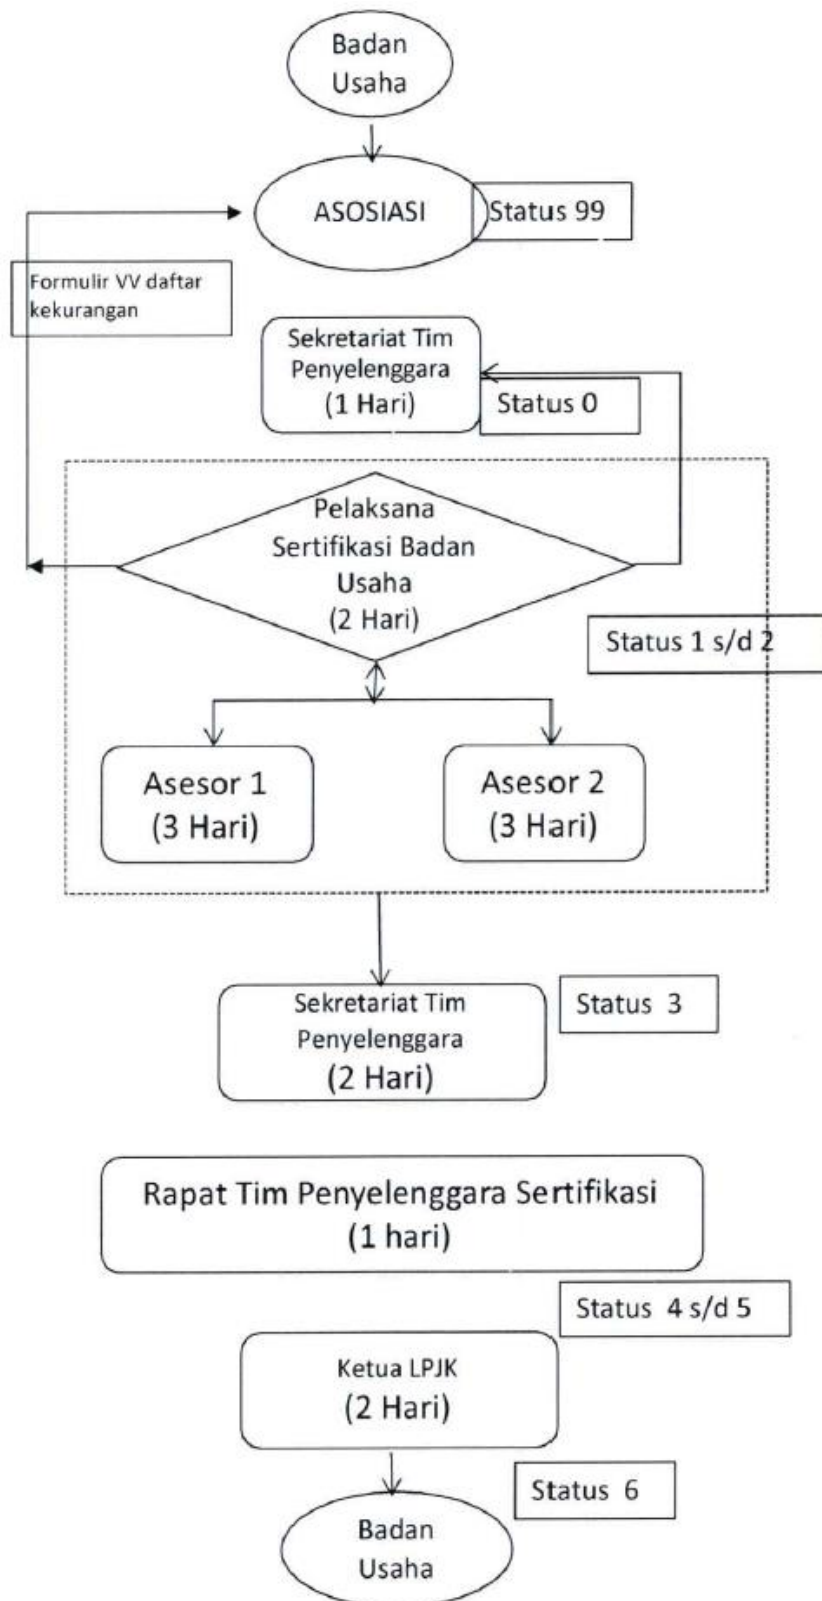 Badan
Usaha
ASOSIASI
Status 99
Formulir VV daftar
kekurangan
Sekretariat Tim
Penyelenggara
(1 Hari)
Status 0
Pelaksana
Sertifikasi Badan
Usaha
(2 Hari)
Status 1 s/d 2
Asesor 1
(3 Hari)
Asesor 2
(3 Hari)
Sekretariat Tim
Penyelenggara
(2 Hari)
Status 3
Rapat Tim Penyelenggara Sertifikasi
(1 hari)
Status 4 s/d 5
Ketua LPJK
(2 Hari)
Status 6
Badan
Usaha